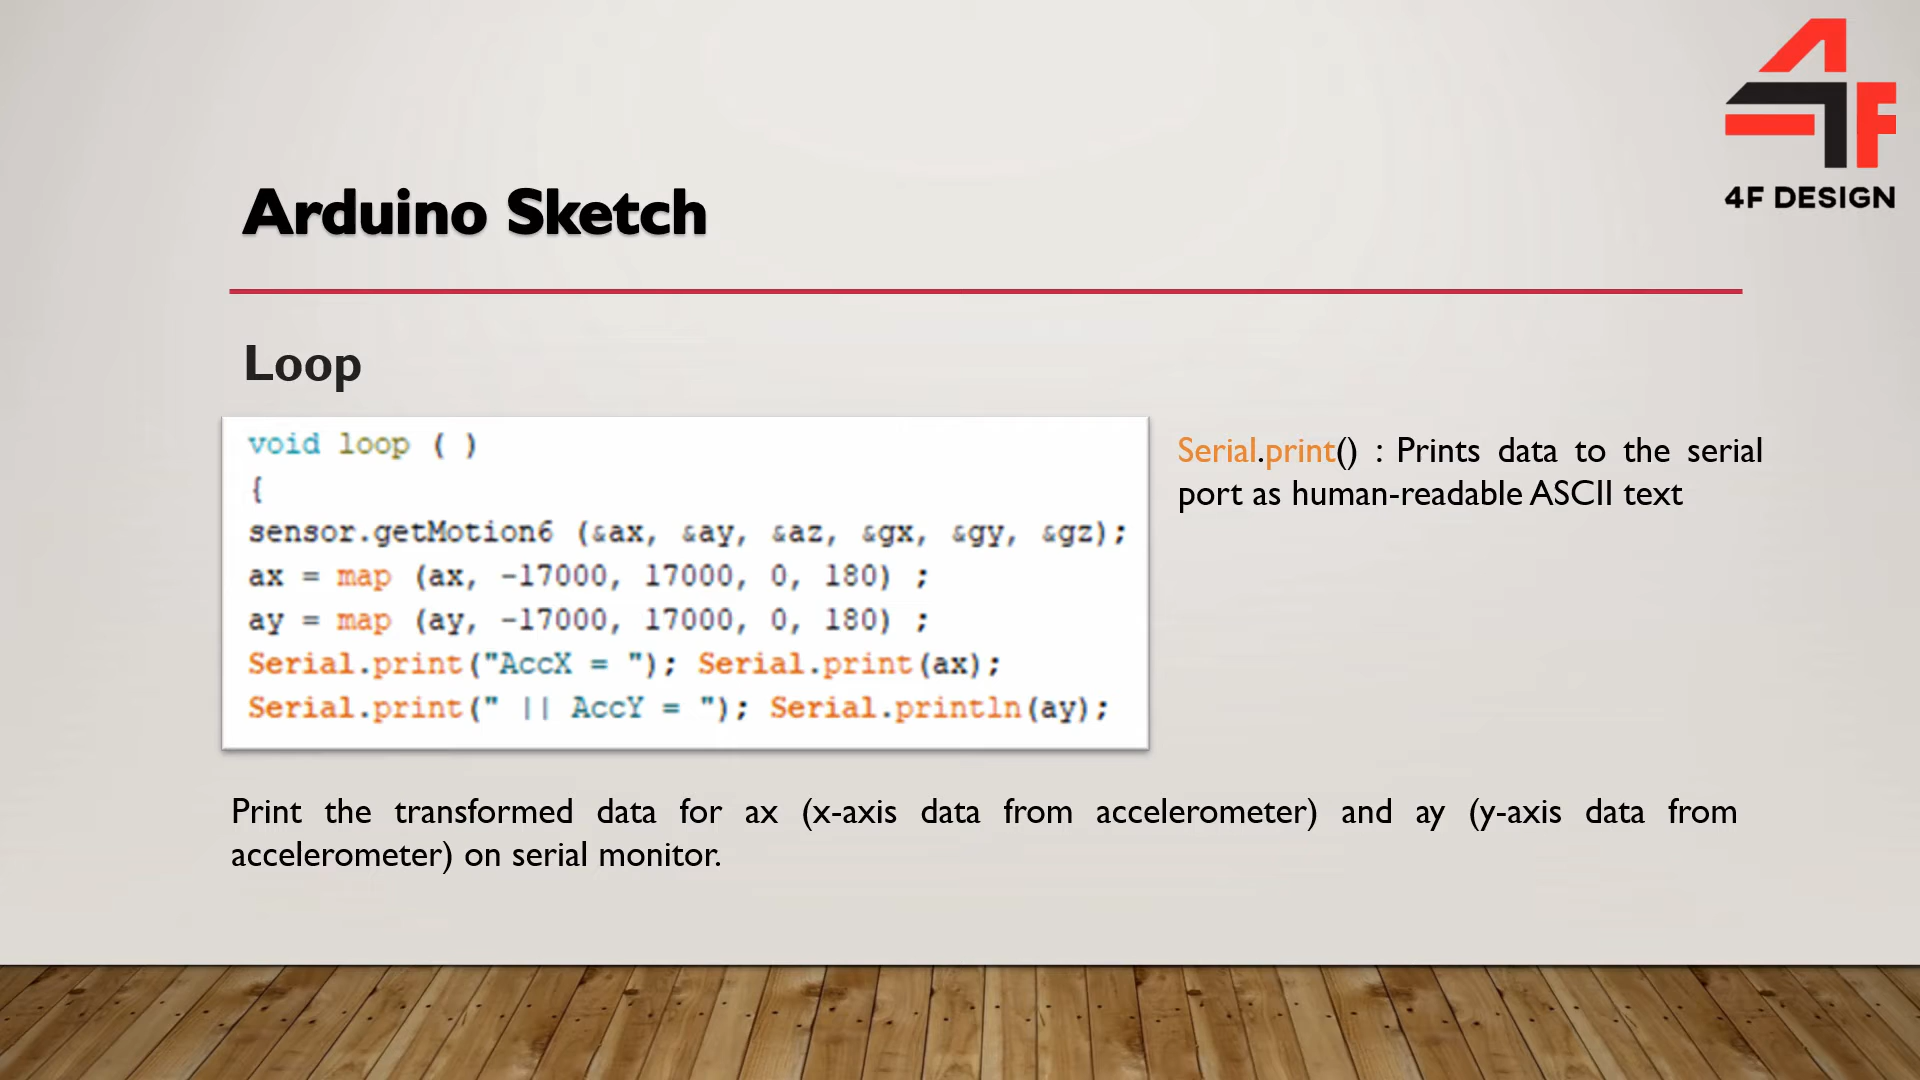 4F DESIGN
Arduino Sketch
Loop
void loop ( )
{
sensor.getMotion6 (&ax, &ay, &az, &gx, &gy, &gz);
ax = map (ax, -17000, 17000, 0, 180) ;
ay = map (ay, -17000, 17000, 0, 180) ;
Serial.print("AccX = "); Serial.print(ax);
Serial.print(" || AccY = "); Serial.println(ay);
Serial.print() : Prints data to the serial
port as human-readable ASCII text
Print the transformed data for ax (x-axis data from accelerometer) and ay (y-axis data from
accelerometer) on serial monitor.